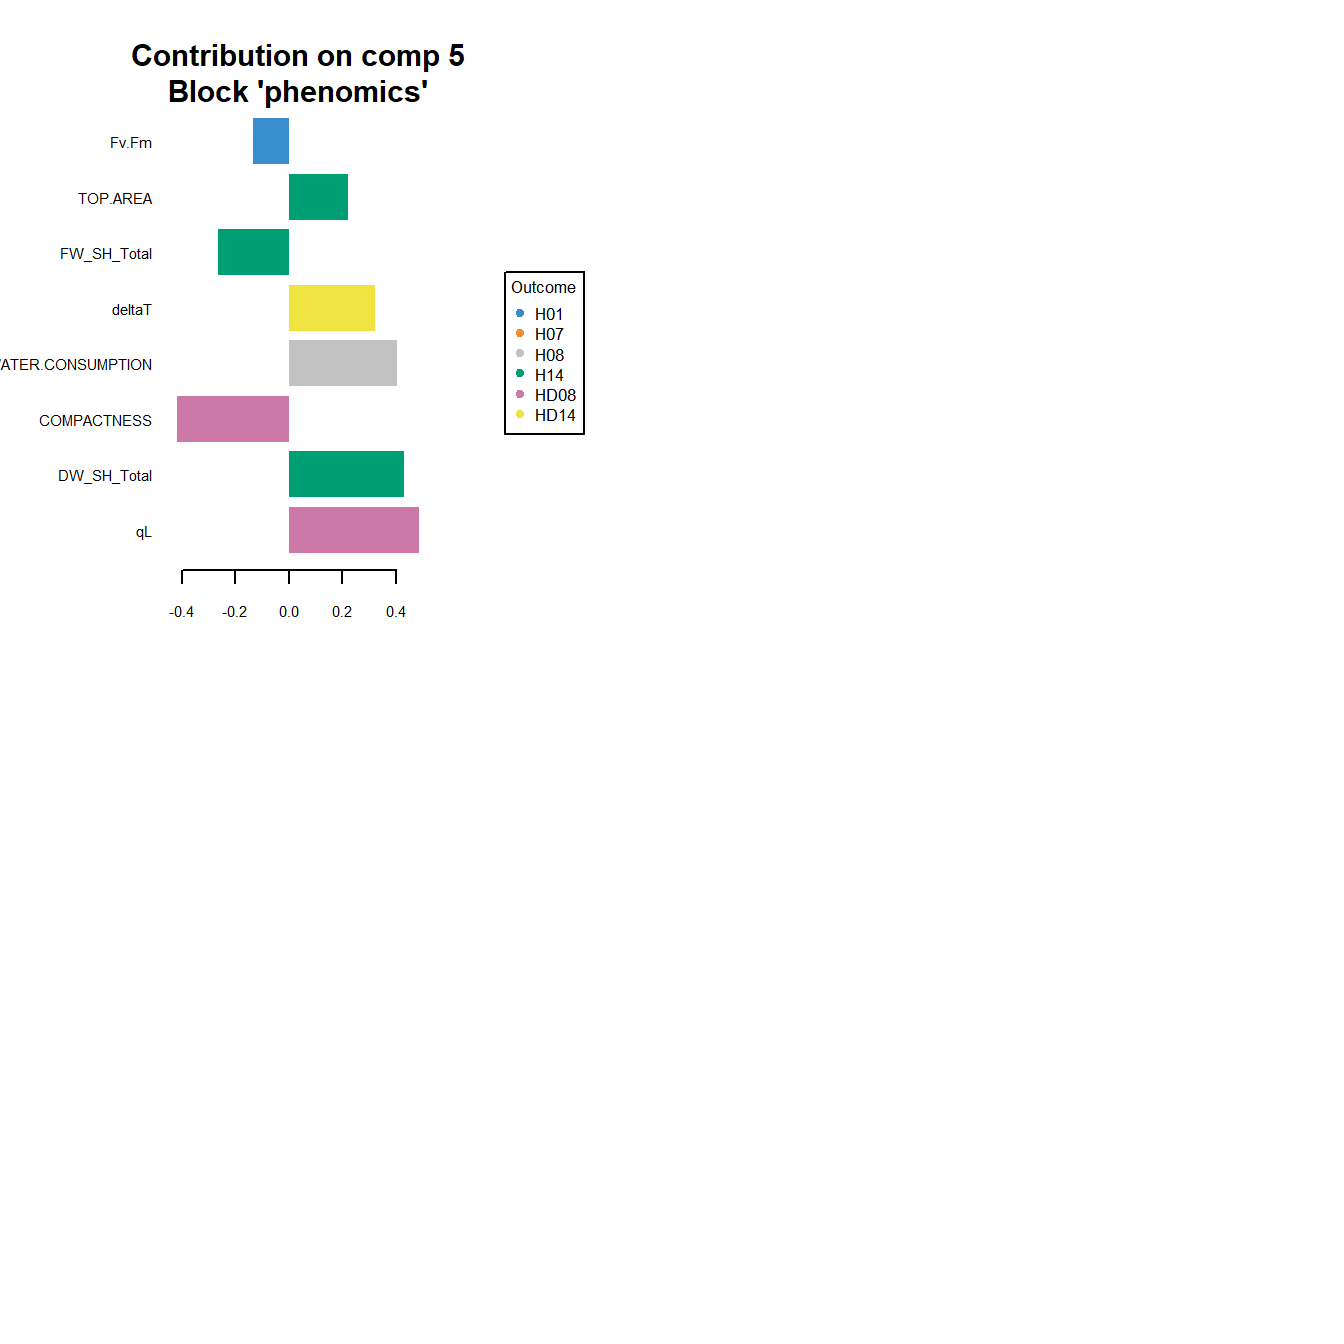 Contribution on comp 5
Block 'phenomics'
Fv.Fm
TOP.AREA
FW_SH_Total
deltaT
ATER.CONSUMPTION
COMPACTNESS
DW_SH_Total
qL
-0.4 -0.2 0.0 0.2 0.4
Outcome
H01
H07
H08
H14
HD08
HD14